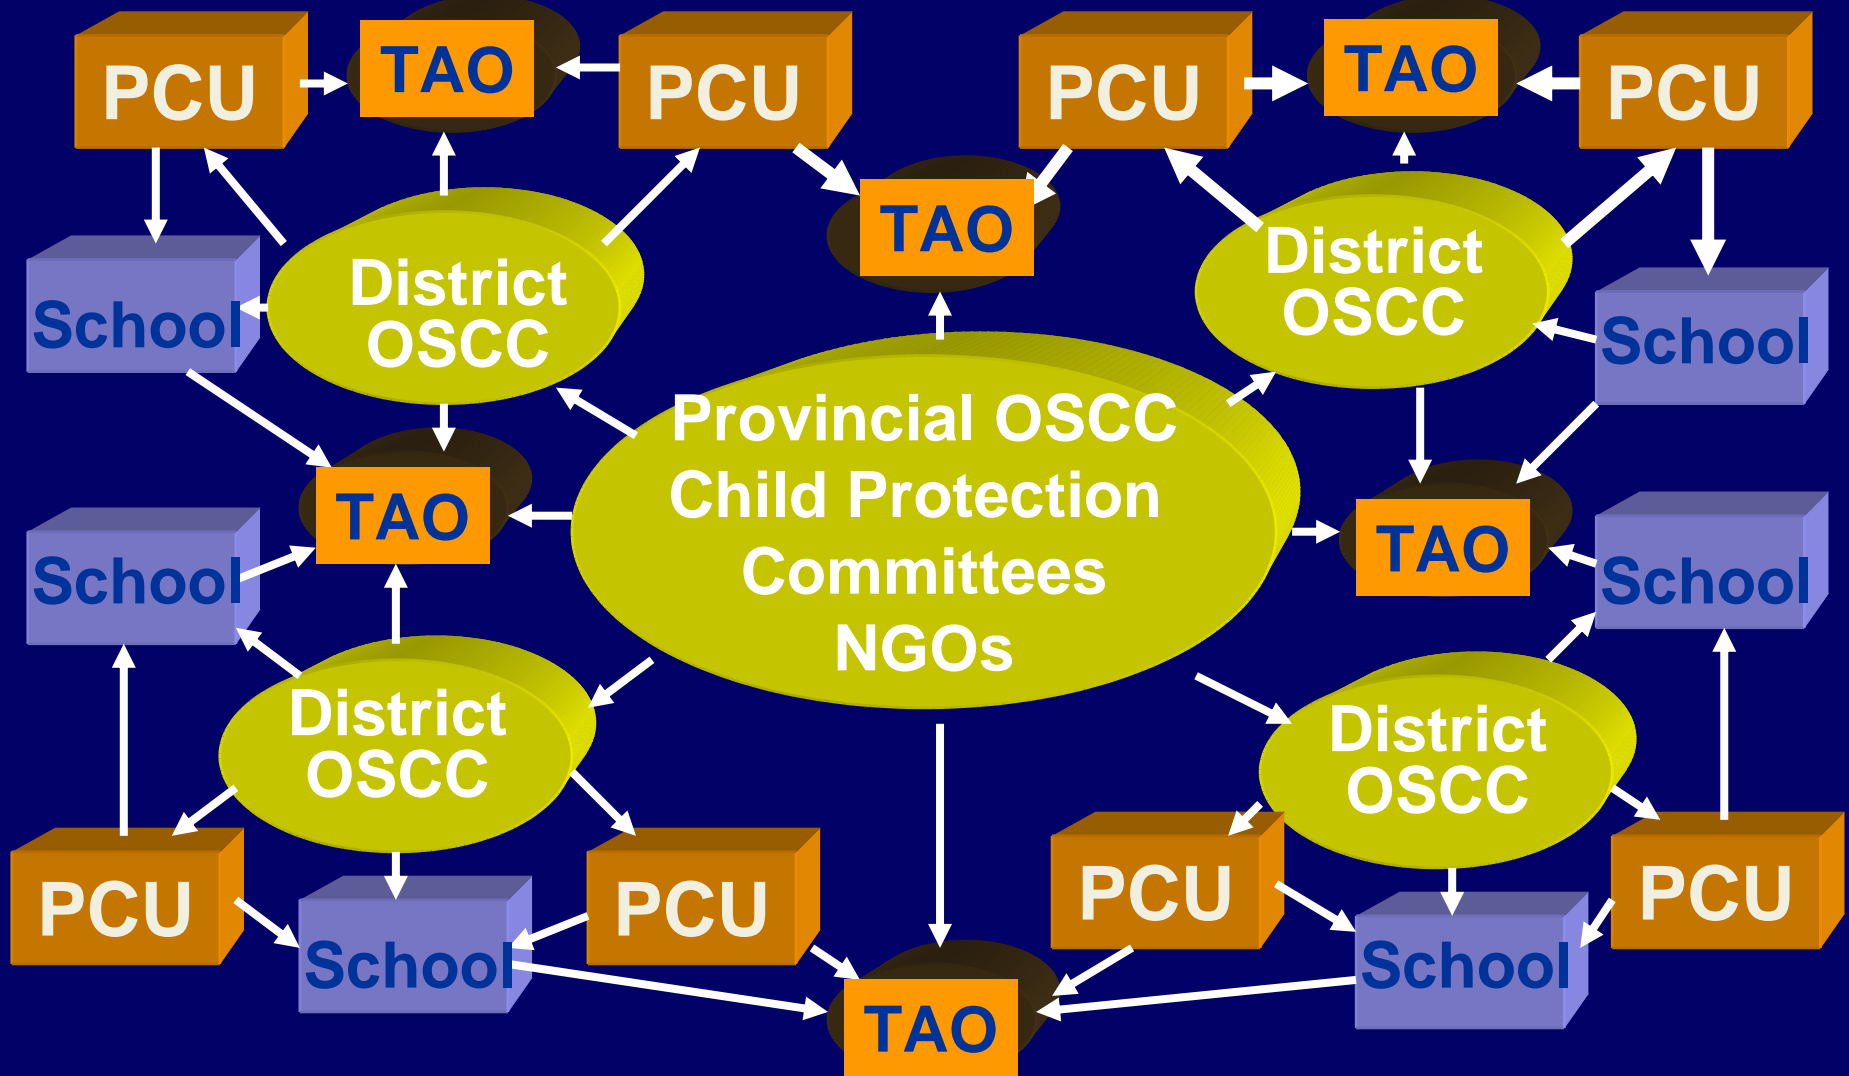 PCU
TAO
PCU
PCU
TAO
PCU
TAO
District
OSCC
District
OSCC
School
School
Provincial OSCC
Child Protection
Committees
NGOs
TAO
TAO
School
School
District
OSCC
District
OSCC
PCU
PCU
PCU
PCU
School
School
TAO